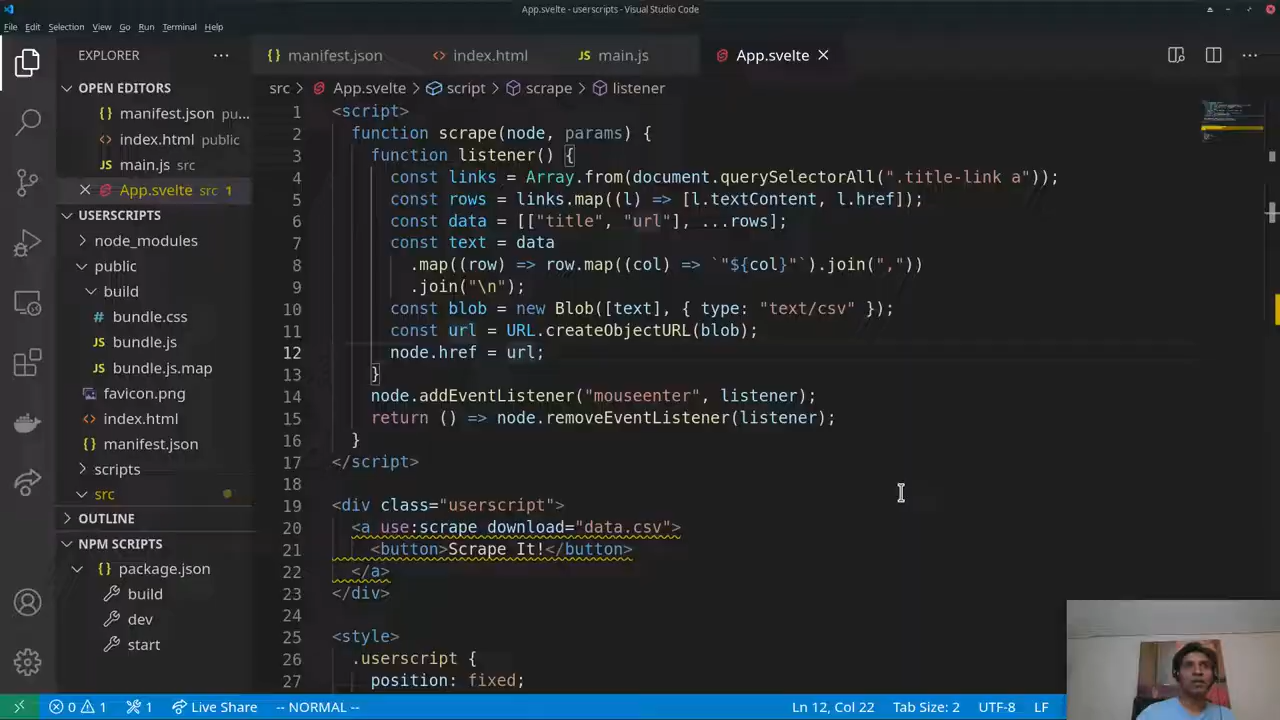 App.svelte - userscripts - Visual Studio Code
File Edit Selection View Go Run Terminal Help
EXPLORER
manifest.json
index.html
JS main.js
App.svelte
OPEN EDITORS
src > App.svelte > script > scrape > listener
{} manifest.json pu...
<> index.html public
JS main.js src
App.svelte src 1
USERSCRIPTS
node_modules
public
build
# bundle.css
JS bundle.js
JS bundle.js.map
favicon.png
<> index.html
{} manifest.json
scripts
src
OUTLINE
NPM SCRIPTS
{} package.json
build
dev
start
1 <script>
2 function scrape(node, params) {
3 function listener() {
4 const links = Array.from(document.querySelectorAll(".title-link a"));
5 const rows = links.map((l) => [l.textContent, l.href]);
6 const data = [["title", "url"], ...rows];
7 const text = data
8 .map((row) => row.map((col) => `"${col}"`).join(","))
9 .join("\n");
10 const blob = new Blob([text], { type: "text/csv" });
11 const url = URL.createObjectURL(blob);
12 node.href = url;
13 }
14 node.addEventListener("mouseenter", listener);
15 return () => node.removeEventListener(listener);
16 }
17 </script>
18
19 <div class="userscript">
20 <a use:scrape download="data.csv">
21 <button>Scrape It!</button>
22 </a>
23 </div>
24
25 <style>
26 .userscript {
27 position: fixed;
0 1 1 Live Share -- NORMAL -- Ln 12, Col 22 Tab Size: 2 UTF-8 LF